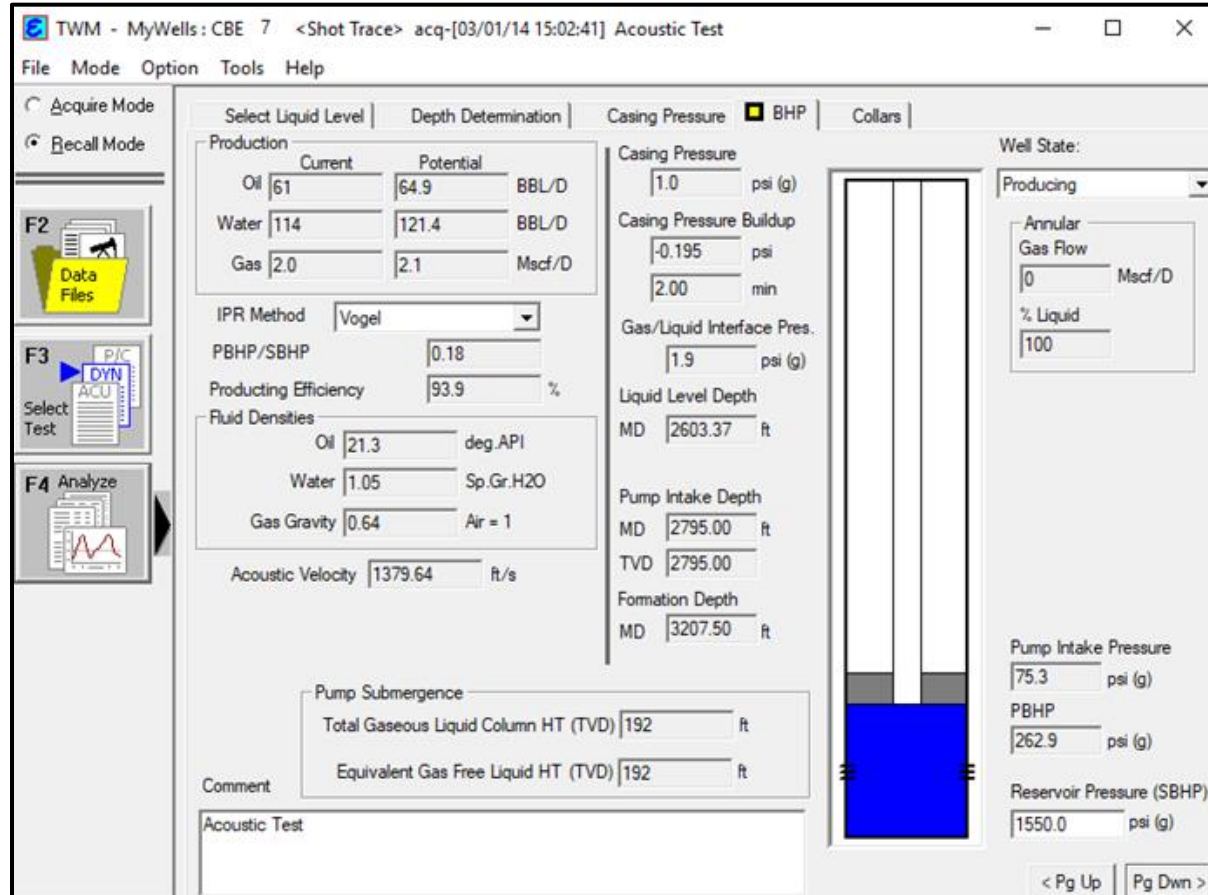 TWM - MyWells : CBE 7 <Shot Trace> acq-[03/01/14 15:02:41] Acoustic Test
File Mode Option Tools Help
Acquire Mode
Recall Mode
F2
Data
Files
F3
P/C
DYN
ACU
Select
Test
F4 Analyze
Select Liquid Level
Depth Determination
Casing Pressure
BHP
Collars
Production
Current Potential
Oil 61 64.9 BBL/D
Water 114 121.4 BBL/D
Gas 2.0 2.1 Mscf/D
IPR Method Vogel
PBHP/SBHP 0.18
Producting Efficiency 93.9 %
Fluid Densities
Oil 21.3 deg.API
Water 1.05 Sp.Gr.H2O
Gas Gravity 0.64 Air = 1
Acoustic Velocity 1379.64 ft/s
Casing Pressure
1.0 psi (g)
Casing Pressure Buildup
-0.195 psi
2.00 min
Gas/Liquid Interface Pres.
1.9 psi (g)
Liquid Level Depth
MD 2603.37 ft
Pump Intake Depth
MD 2795.00 ft
TVD 2795.00
Formation Depth
MD 3207.50 ft
Pump Submergence
Total Gaseous Liquid Column HT (TVD) 192 ft
Equivalent Gas Free Liquid HT (TVD) 192 ft
Comment
Acoustic Test
Well State:
Producing
Annular
Gas Flow
0 Mscf/D
% Liquid
100
Pump Intake Pressure
75.3 psi (g)
PBHP
262.9 psi (g)
Reservoir Pressure (SBHP)
1550.0 psi (g)
< Pg Up Pg Dwn >